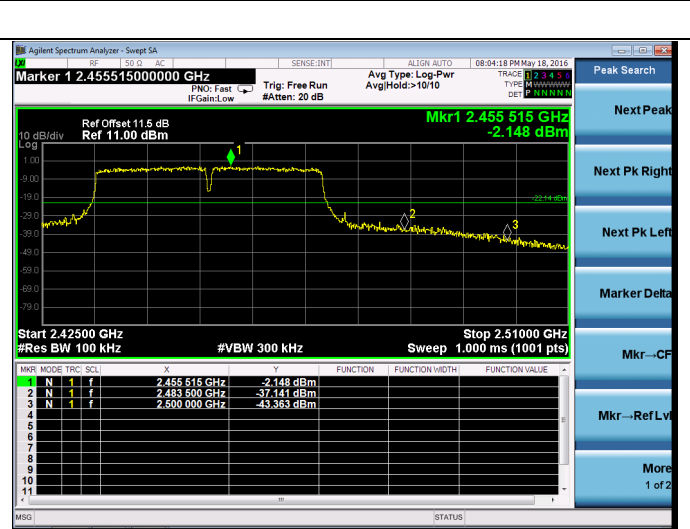 Agilent Spectrum Analyzer - Swept SA
RF 50 Ω AC SENSE:INT ALIGN AUTO 08:04:18 PM May 18, 2016
Marker 1 2.455515000000 GHz
PNO: Fast
IFGain:Low
Trig: Free Run
#Atten: 20 dB
Avg Type: Log-Pwr
Avg|Hold:>10/10
TRACE 1 2 3 4 5 6
TYPE M WWWWW
DET P N N N N N
Peak Search
Ref Offset 11.5 dB
10 dB/div Ref 11.00 dBm
Log
Mkr1 2.455 515 GHz
-2.148 dBm
1.00
-9.00
-19.0
-29.0
-39.0
-49.0
-59.0
-69.0
-79.0
1
2
3
-22.14 dBm
Start 2.42500 GHz Stop 2.51000 GHz
#Res BW 100 kHz #VBW 300 kHz Sweep 1.000 ms (1001 pts)
MKR MODE TRC SCL X Y FUNCTION FUNCTION WIDTH FUNCTION VALUE
1 N 1 f 2.455 515 GHz -2.148 dBm
2 N 1 f 2.483 500 GHz -37.141 dBm
3 N 1 f 2.500 000 GHz -43.363 dBm
4
5
6
7
8
9
10
11
Next Peak
Next Pk Right
Next Pk Left
Marker Delta
Mkr→CF
Mkr→Ref Lvl
More
1 of 2
MSG STATUS